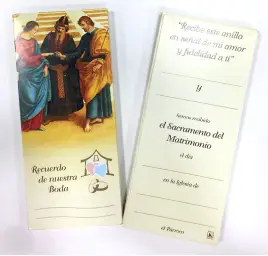 Recuerdo
de nuestra
Boda
"Recibe este anillo
en señal de mi amor
y fidelidad a ti"
y
hemos recibido
el Sacramento del
Matrimonio
el día
en la Iglesia de
el Párroco